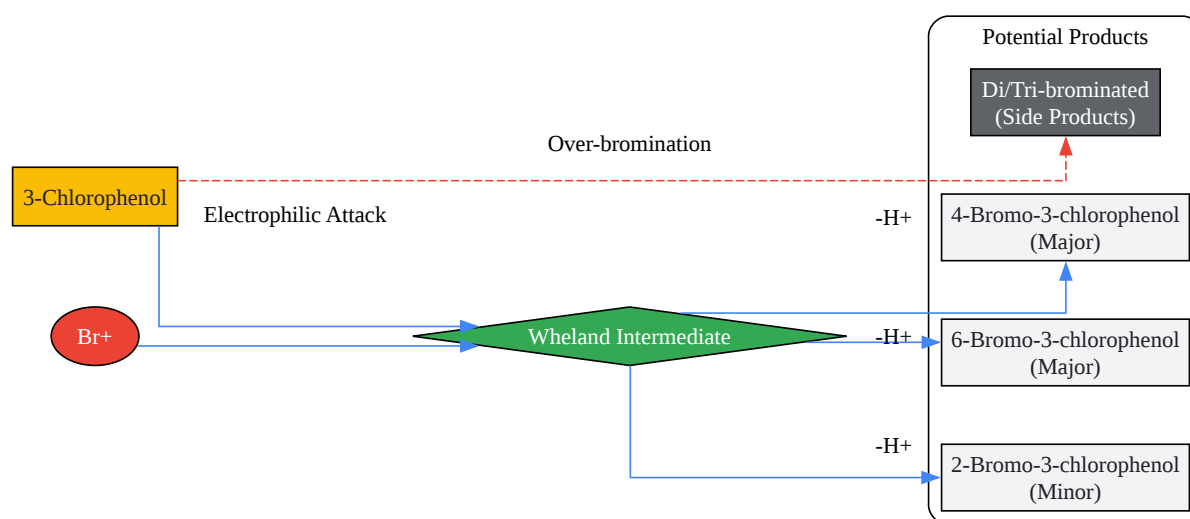 Potential Products
Di/Tri-brominated
(Side Products)
Over-bromination
3-Chlorophenol
Electrophilic Attack
-H+
4-Bromo-3-chlorophenol
(Major)
Br+
Wheland Intermediate
-H+
6-Bromo-3-chlorophenol
(Major)
-H+
2-Bromo-3-chlorophenol
(Minor)